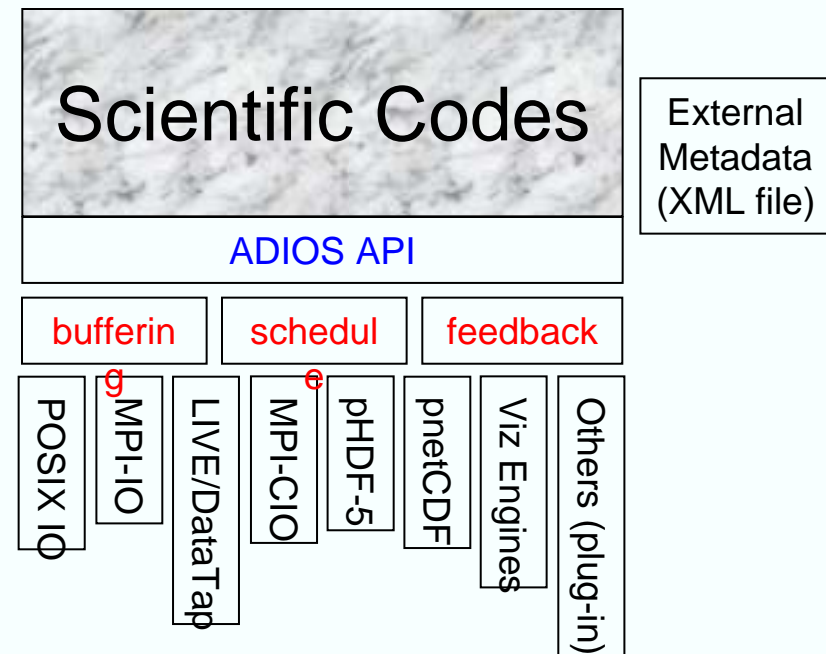 Scientific Codes
External
Metadata
(XML file)
ADIOS API
bufferin
g
schedul
e
feedback
POSIX IO
MPI-IO
LIVE/DataTap
MPI-CIO
pHDF-5
pnetCDF
Viz Engines
Others (plug-in)